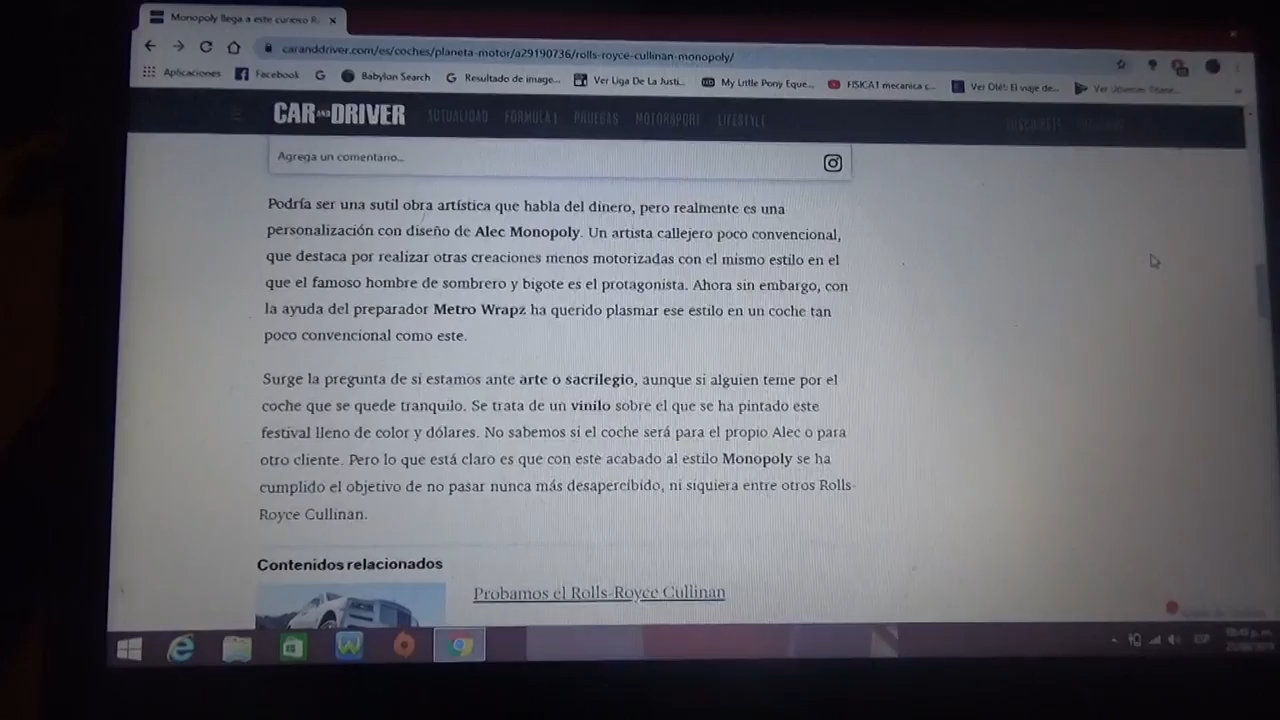 Monopoly llega a este curioso R
caranddriver.com/es/coches/planeta-motor/a29190736/rolls-royce-cullinan-monopoly/
Aplicaciones Facebook Babylon Search Resultado de image... Ver Liga De La Justi... My Little Pony Eque... FISICA1 mecanica c... Ver Olé!: El viaje de... Ver Jóvenes Titane...
CAR AND DRIVER ACTUALIDAD FÓRMULA 1 PRUEBAS MOTORSPORT LIFESTYLE
Agrega un comentario...
Podría ser una sutil obra artística que habla del dinero, pero realmente es una
personalización con diseño de Alec Monopoly. Un artista callejero poco convencional,
que destaca por realizar otras creaciones menos motorizadas con el mismo estilo en el
que el famoso hombre de sombrero y bigote es el protagonista. Ahora sin embargo, con
la ayuda del preparador Metro Wrapz ha querido plasmar ese estilo en un coche tan
poco convencional como este.
Surge la pregunta de si estamos ante arte o sacrilegio, aunque si alguien teme por el
coche que se quede tranquilo. Se trata de un vinilo sobre el que se ha pintado este
festival lleno de color y dólares. No sabemos si el coche será para el propio Alec o para
otro cliente. Pero lo que está claro es que con este acabado al estilo Monopoly se ha
cumplido el objetivo de no pasar nunca más desapercibido, ni siquiera entre otros Rolls-
Royce Cullinan.
Contenidos relacionados
Probamos el Rolls-Royce Cullinan
ESP